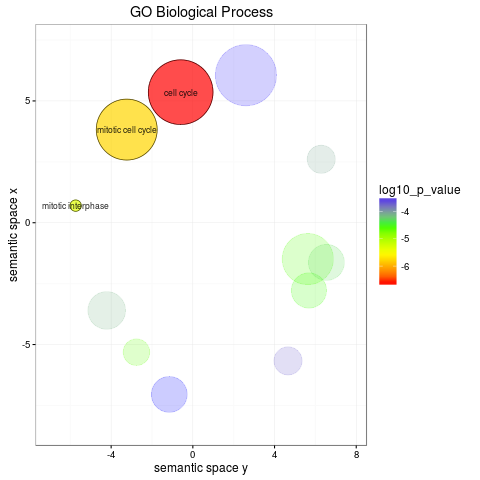 GO Biological Process
semantic space x
5
0
-5
cell cycle
mitotic cell cycle
mitotic interphase
-4
0
4
8
semantic space y
log10_p_value
-4
-5
-6